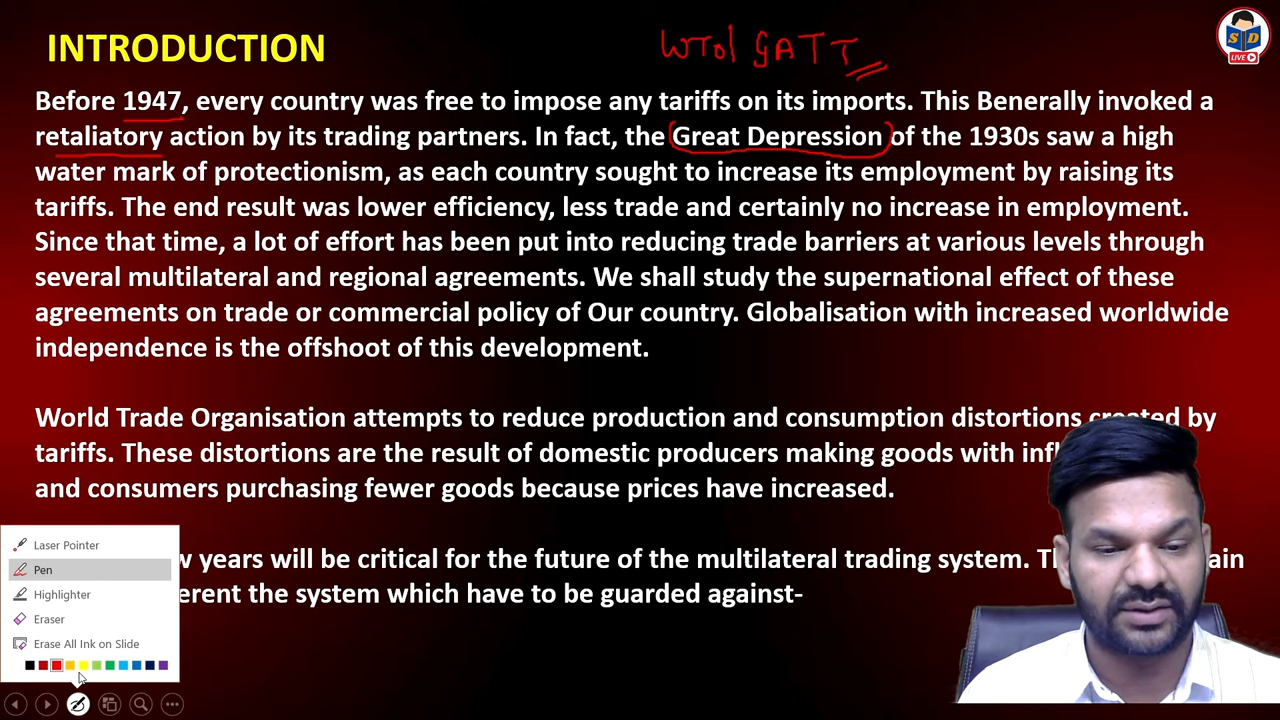 INTRODUCTION
WTO/ GATT
S D
LIVE
Before 1947, every country was free to impose any tariffs on its imports. This Benerally invoked a
retaliatory action by its trading partners. In fact, the Great Depression of the 1930s saw a high
water mark of protectionism, as each country sought to increase its employment by raising its
tariffs. The end result was lower efficiency, less trade and certainly no increase in employment.
Since that time, a lot of effort has been put into reducing trade barriers at various levels through
several multilateral and regional agreements. We shall study the supernational effect of these
agreements on trade or commercial policy of Our country. Globalisation with increased worldwide
independence is the offshoot of this development.
World Trade Organisation attempts to reduce production and consumption distortions created by
tariffs. These distortions are the result of domestic producers making goods with
and consumers purchasing fewer goods because prices have increased.
years will be critical for the future of the multilateral trading system.
the system which have to be guarded against-
Laser Pointer
Pen
Highlighter
Eraser
Erase All Ink on Slide